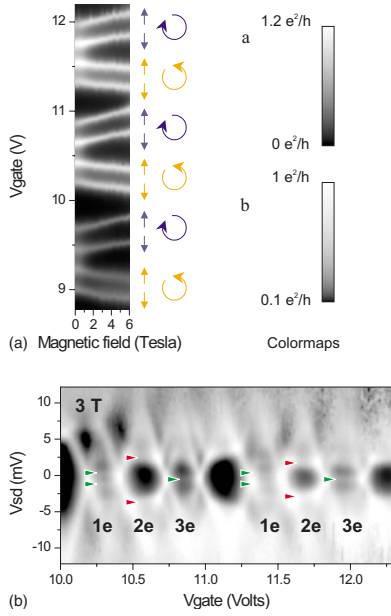 12
11
10
9
Vgate (V)
0 2 4 6
(a) Magnetic field (Tesla)
a
1.2 e²/h
0 e²/h
b
1 e²/h
0.1 e²/h
Colormaps
3 T
10
5
0
-5
-10
Vsd (mV)
1e 2e 3e 1e 2e 3e
10.0 10.5 11.0 11.5 12.0
(b) Vgate (Volts)